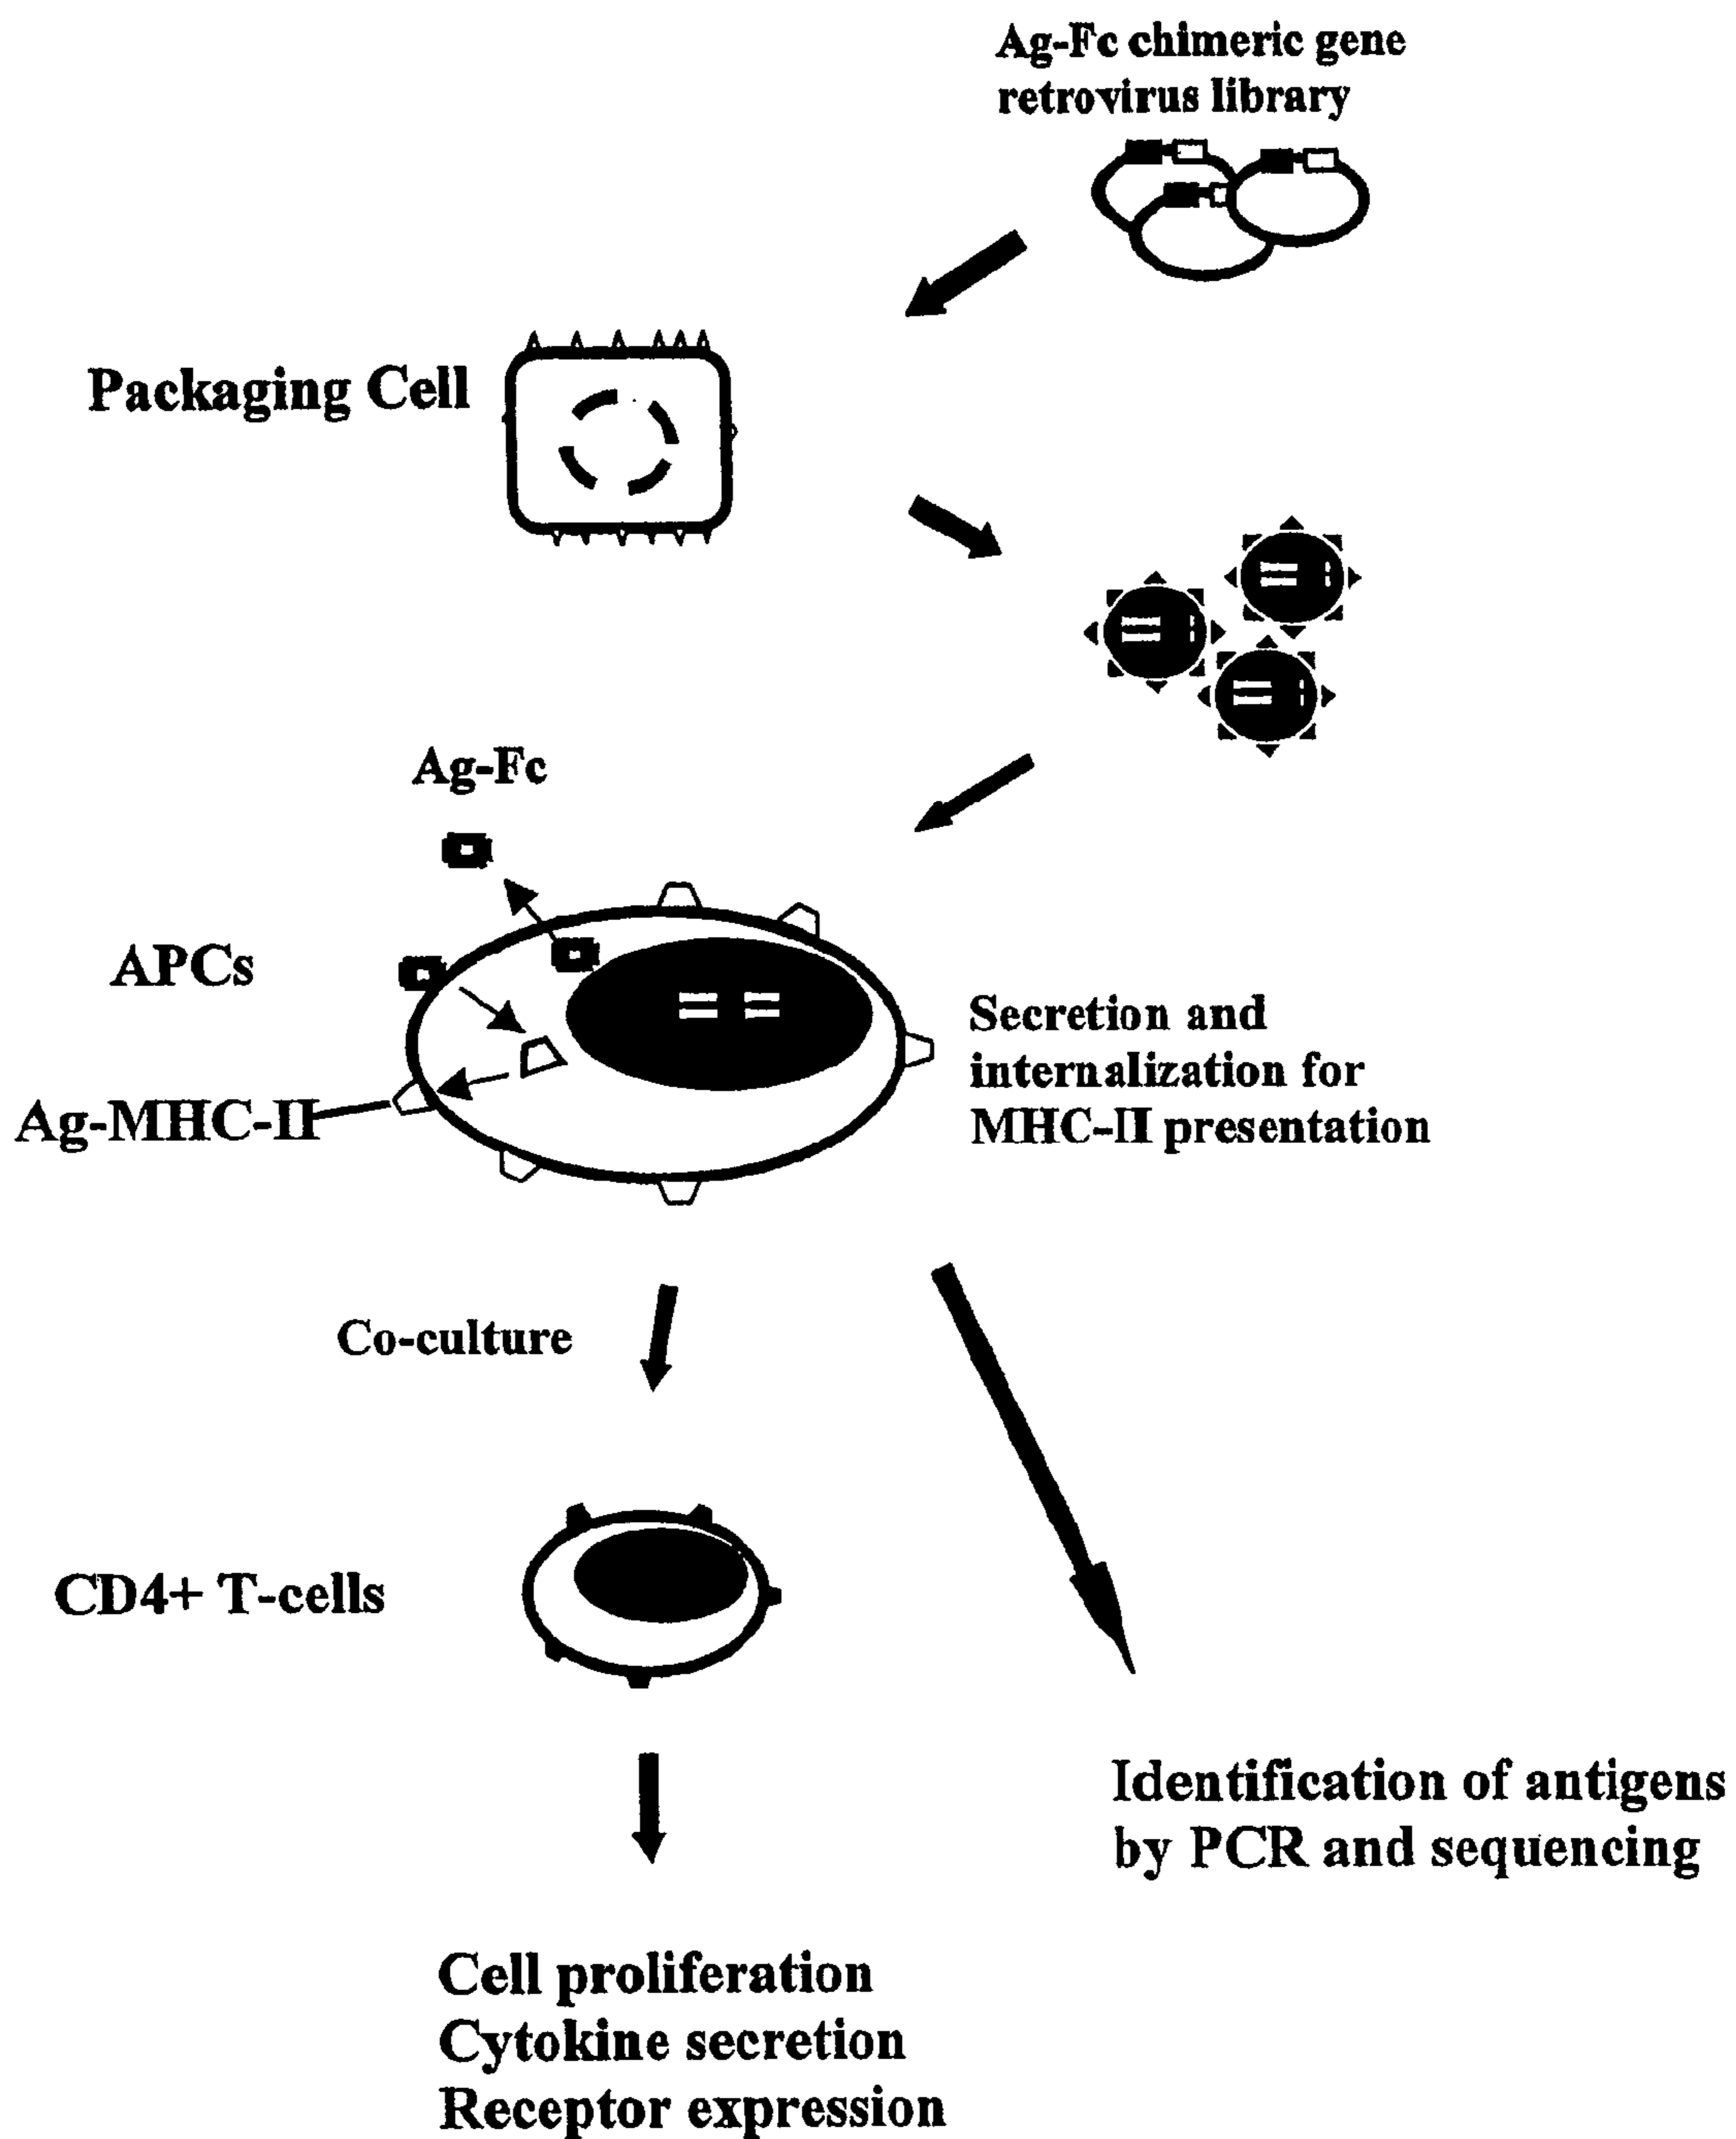 Ag-Fc chimeric gene
retrovirus library
Packaging Cell
Ag-Fc
APCs
Secretion and
internalization for
MHC-II presentation
Ag-MHC-II
Co-culture
CD4+ T-cells
Identification of antigens
by PCR and sequencing
Cell proliferation
Cytokine secretion
Receptor expression